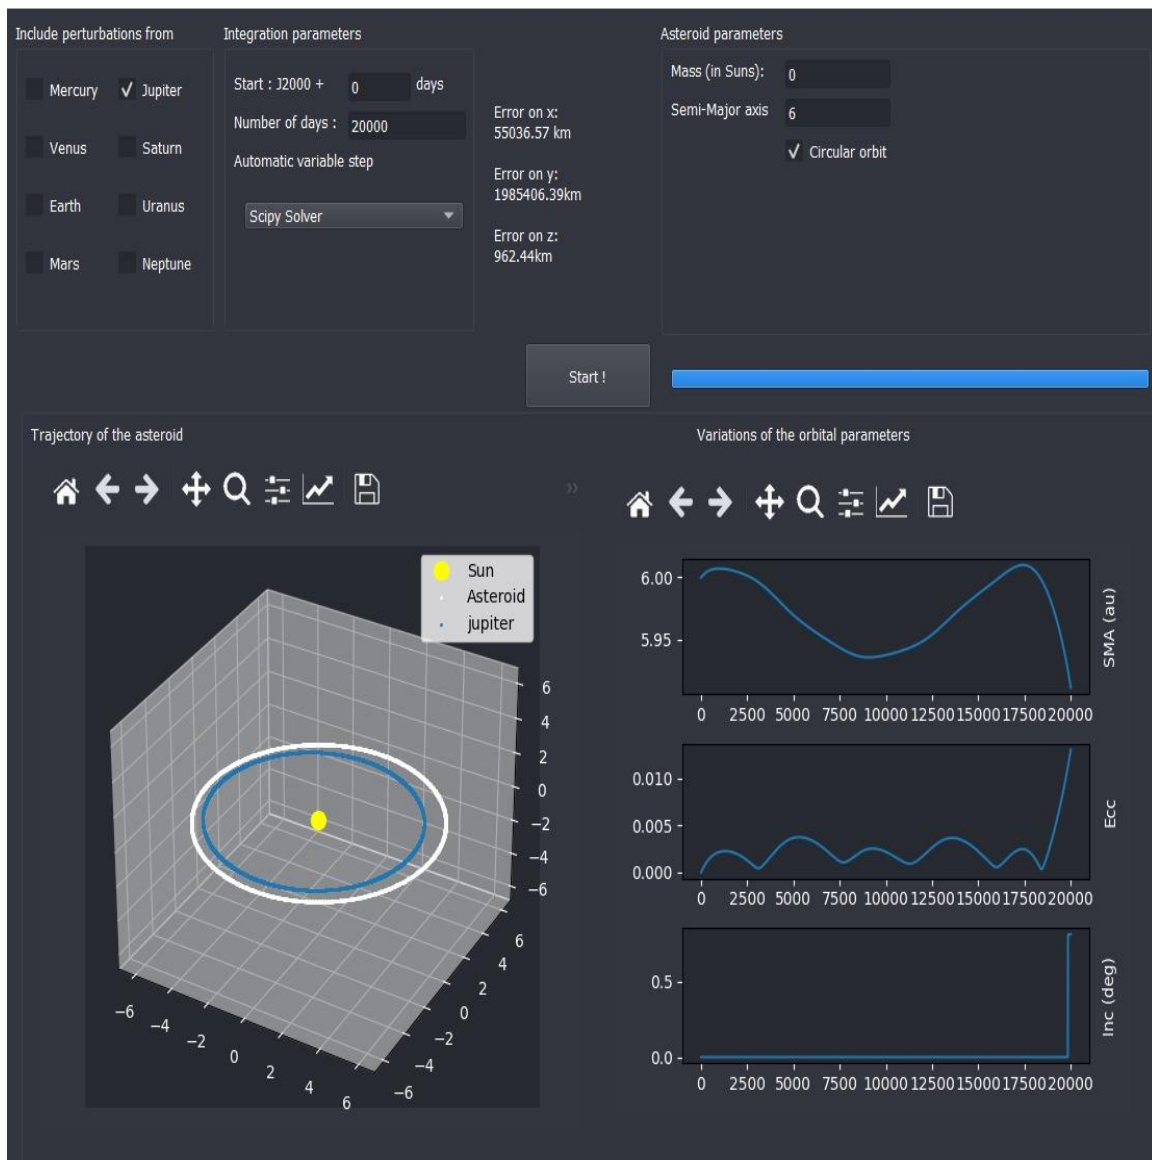 Include perturbations from
Mercury
✓ Jupiter
Venus
Saturn
Earth
Uranus
Mars
Neptune
Integration parameters
Start : J2000 + 0 days
Number of days : 20000
Automatic variable step
Scipy Solver
Error on x:
55036.57 km
Error on y:
1985406.39km
Error on z:
962.44km
Asteroid parameters
Mass (in Suns): 0
Semi-Major axis 6
✓ Circular orbit
Start !
Trajectory of the asteroid
»
Sun
Asteroid
jupiter
6
4
2
0
−2
−4
−6
6
4
2
0
−2
−4
−6
−6
−4
−2
0
2
4
6
Variations of the orbital parameters
6.00
5.95
SMA (au)
0 2500 5000 7500 10000 12500 15000 17500 20000
0.010
0.005
0.000
Ecc
0 2500 5000 7500 10000 12500 15000 17500 20000
0.5
0.0
Inc (deg)
0 2500 5000 7500 10000 12500 15000 17500 20000